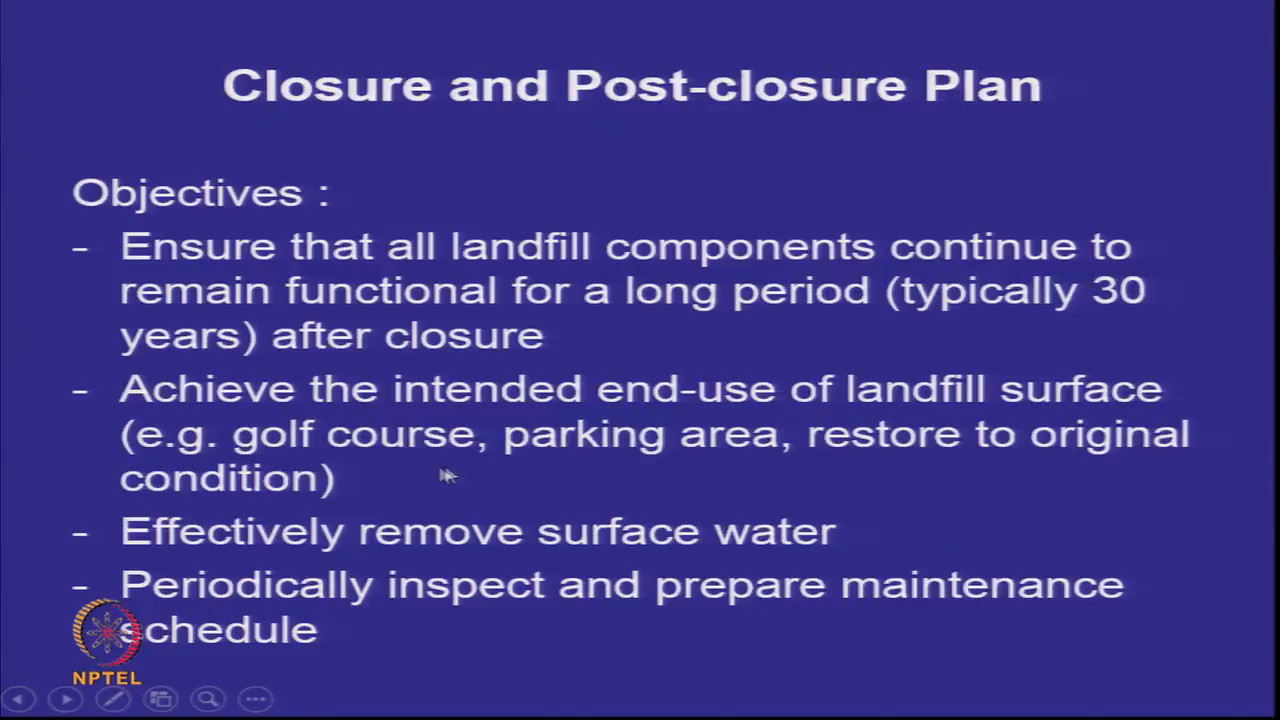 Closure and Post-closure Plan
Objectives :
- Ensure that all landfill components continue to
remain functional for a long period (typically 30
years) after closure
- Achieve the intended end-use of landfill surface
(e.g. golf course, parking area, restore to original
condition)
- Effectively remove surface water
- Periodically inspect and prepare maintenance
schedule
NPTEL